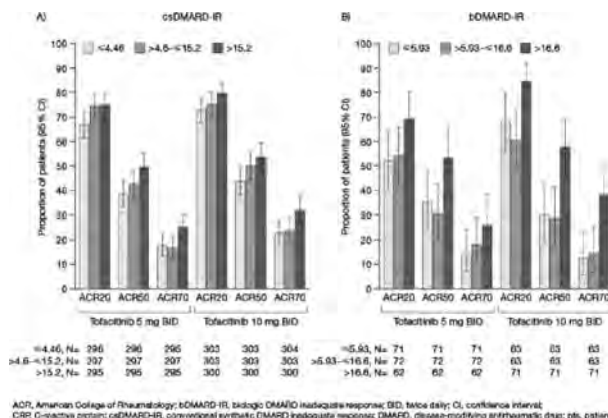 A) csDMARD-IR
≤4.46 >4.6-≤15.2 >15.2
Proportion of patients (95% CI)
100
90
80
70
60
50
40
30
20
10
0
ACR20 ACR50 ACR70 ACR20 ACR50 ACR70
Tofacitinib 5 mg BID Tofacitinib 10 mg BID
≤4.46, N= 296 296 295 303 303 304
>4.6-≤15.2, N= 297 297 297 303 303 303
>15.2, N= 295 295 295 300 300 300
B) bDMARD-IR
≤5.93 >5.93-≤16.6 >16.6
Proportion of patients (95% CI)
100
90
80
70
60
50
40
30
20
10
0
ACR20 ACR50 ACR70 ACR20 ACR50 ACR70
Tofacitinib 5 mg BID Tofacitinib 10 mg BID
≤5.93, N= 71 71 71 63 63 63
>5.93-≤16.6, N= 72 72 72 63 63 63
>16.6, N= 62 62 62 71 71 71
ACR, American College of Rheumatology; bDMARD-IR, biologic DMARD inadequate response; BID, twice daily; CI, confidence interval;
CRP, C-reactive protein; csDMARD-IR, conventional synthetic DMARD inadequate response; DMARD, disease-modifying antirheumatic drug; pts, patien